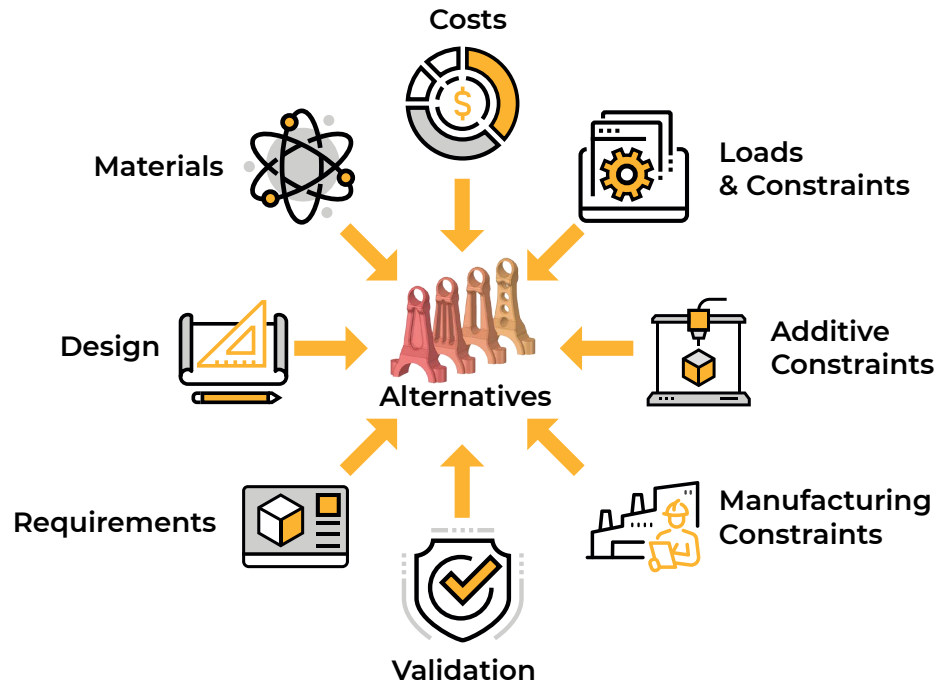 Costs
$
Materials
Loads
& Constraints
Design
Additive
Constraints
Alternatives
Requirements
Manufacturing
Constraints
Validation